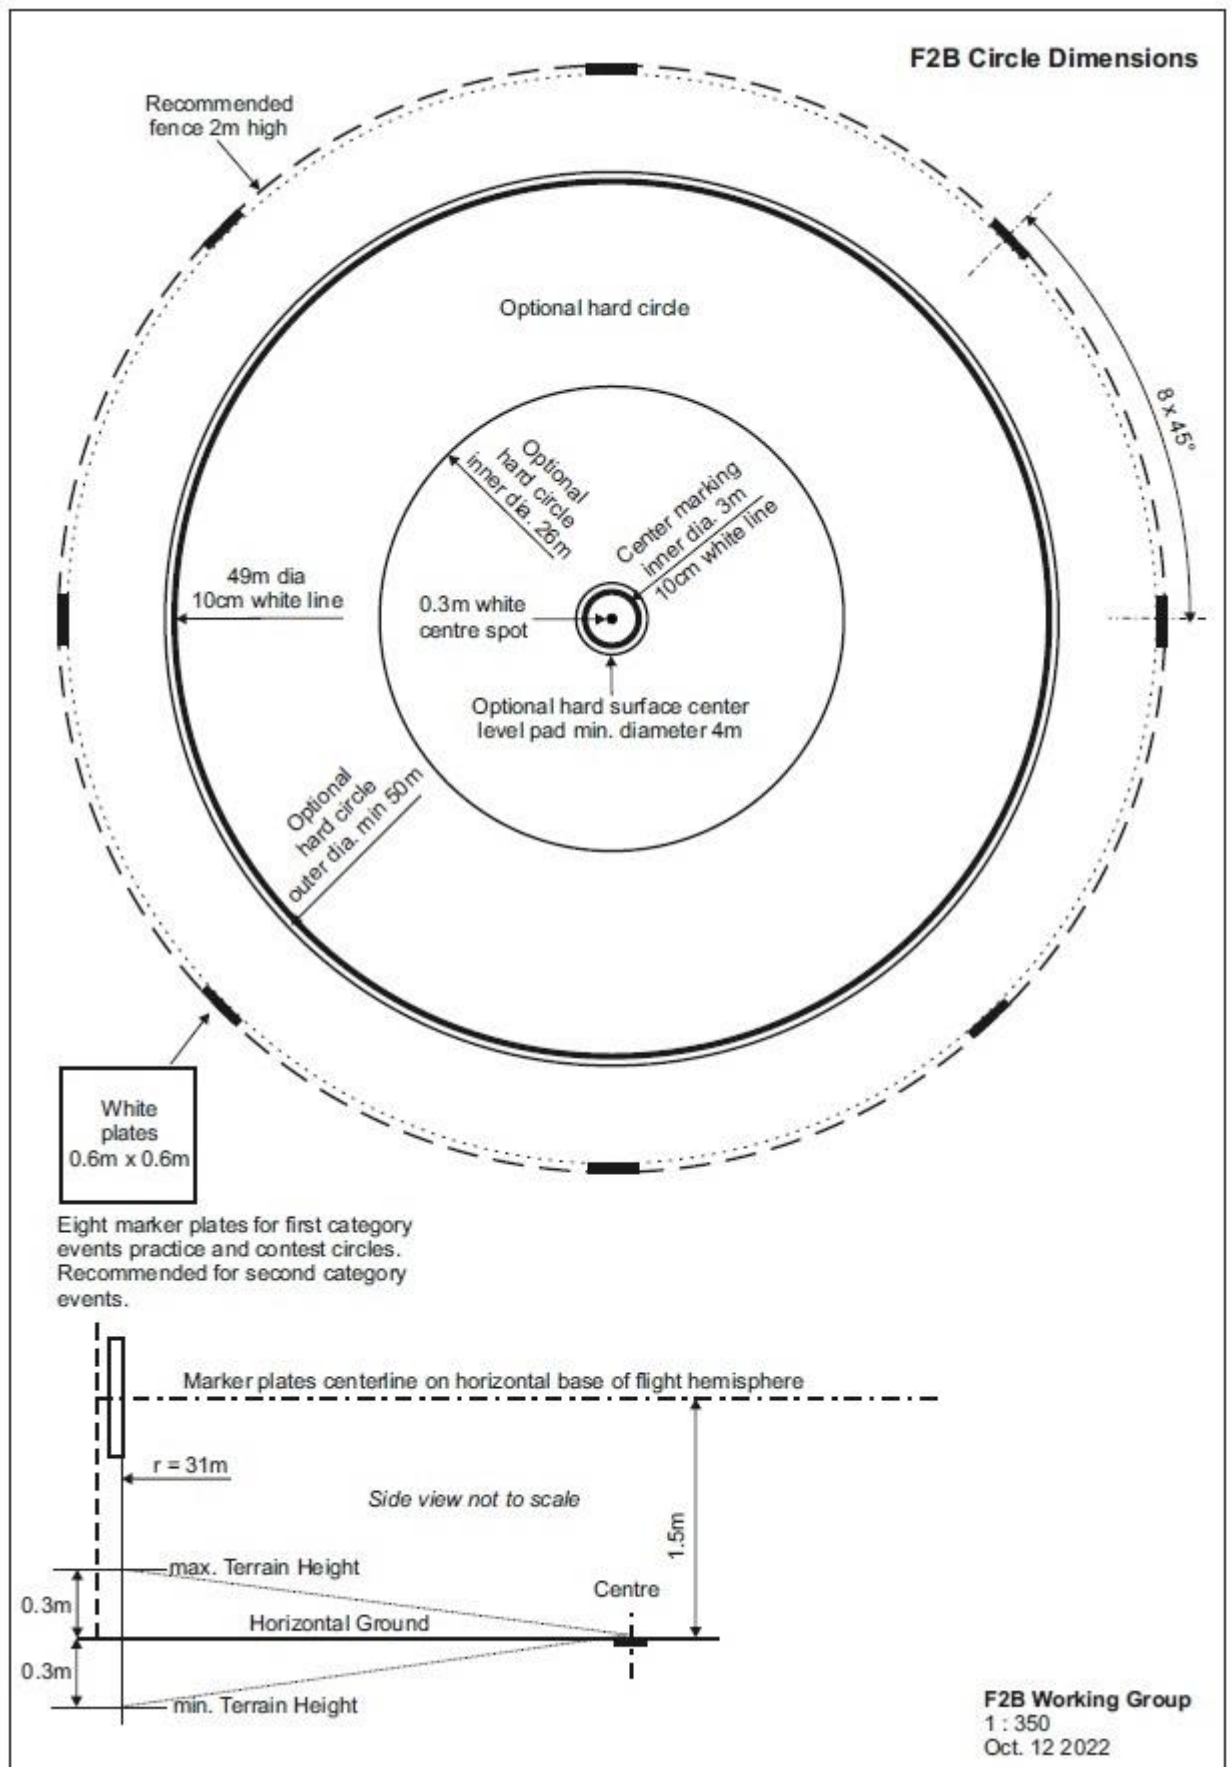 F2B Circle Dimensions
Recommended
fence 2m high
Optional hard circle
8 x 45°
Optional
hard circle
inner dia. 26m
Center marking
inner dia. 3m
10cm white line
49m dia
10cm white line
0.3m white
centre spot
Optional hard surface center
level pad min. diameter 4m
Optional
hard circle
outer dia. min 50m
White
plates
0.6m x 0.6m
Eight marker plates for first category
events practice and contest circles.
Recommended for second category
events.
Marker plates centerline on horizontal base of flight hemisphere
r = 31m
Side view not to scale
1.5m
max. Terrain Height
Centre
0.3m
Horizontal Ground
0.3m
min. Terrain Height
F2B Working Group
1 : 350
Oct. 12 2022